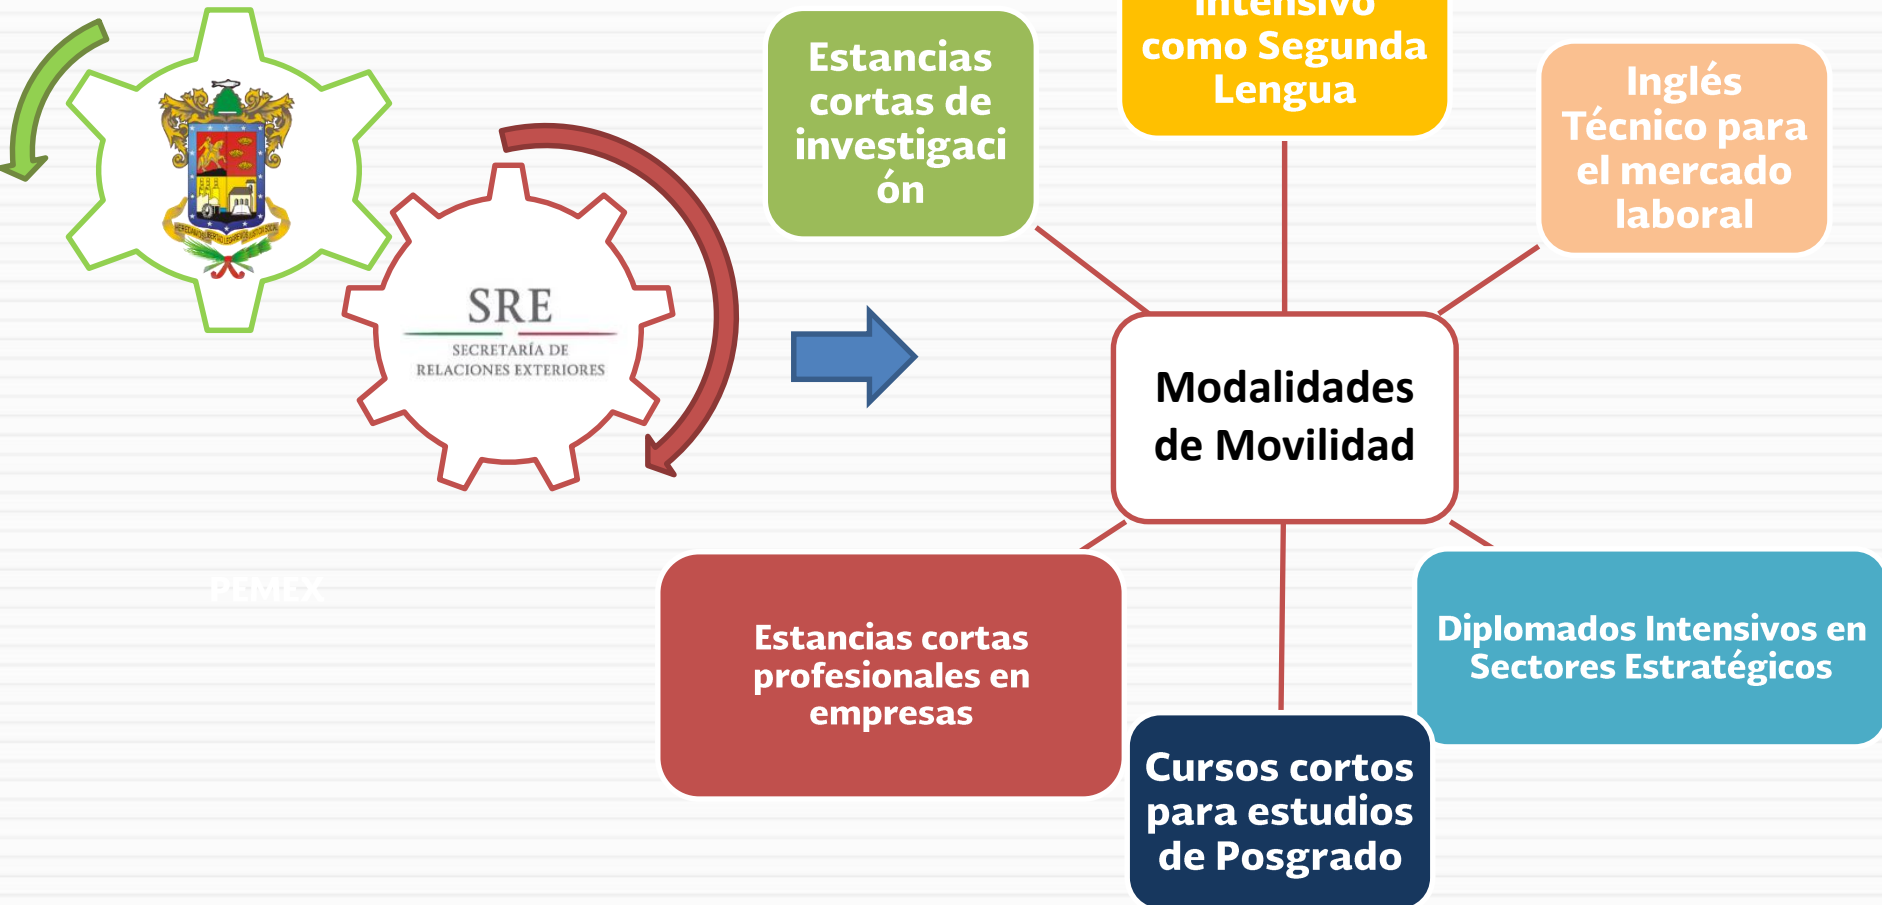 Estancias
cortas de
investigaci
ón
intensivo
como Segunda
Lengua
Inglés
Técnico para
el mercado
laboral
SRE
SECRETARÍA DE
RELACIONES EXTERIORES
Modalidades
de Movilidad
PEMEX
Estancias cortas
profesionales en
empresas
Diplomados Intensivos en
Sectores Estratégicos
Cursos cortos
para estudios
de Posgrado